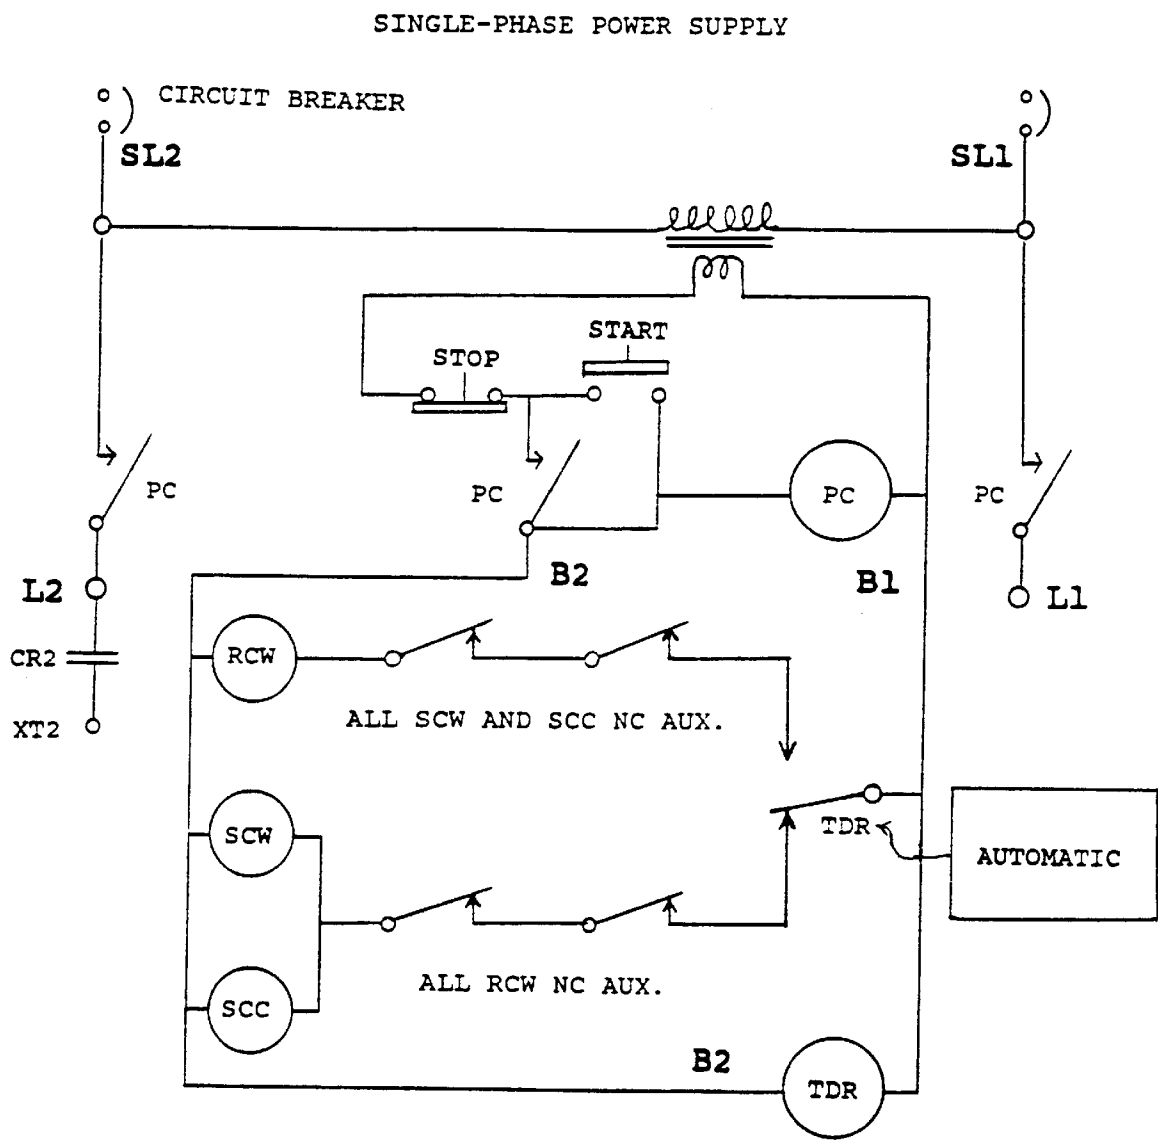 SINGLE-PHASE POWER SUPPLY
CIRCUIT BREAKER
SL2
SL1
START
STOP
PC
PC
PC
PC
L2
B2
B1
L1
CR2
RCW
XT2
ALL SCW AND SCC NC AUX.
SCW
TDR
AUTOMATIC
ALL RCW NC AUX.
SCC
B2
TDR